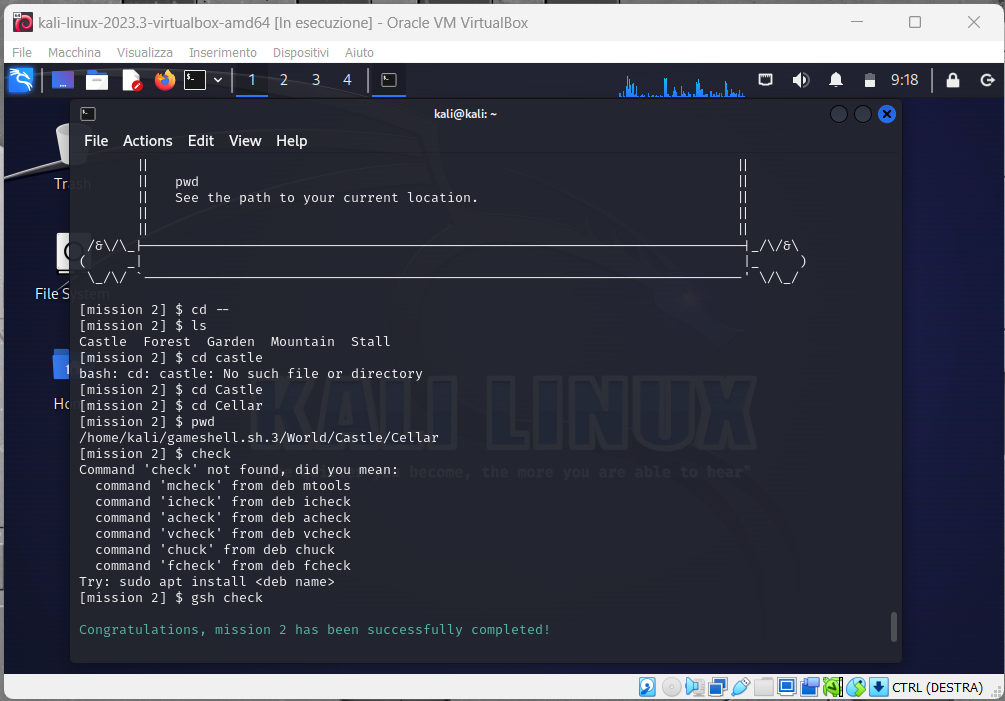 kali-linux-2023.3-virtualbox-amd64 [In esecuzione] - Oracle VM VirtualBox
File Macchina Visualizza Inserimento Dispositivi Aiuto
1 2 3 4 9:18
kali@kali: ~
File Actions Edit View Help
Trash
File System
|| ||
|| pwd ||
|| See the path to your current location. ||
|| ||
|| ||
[mission 2] $ cd --
[mission 2] $ ls
Castle Forest Garden Mountain Stall
[mission 2] $ cd castle
bash: cd: castle: No such file or directory
[mission 2] $ cd Castle
[mission 2] $ cd Cellar
[mission 2] $ pwd
/home/kali/gameshell.sh.3/World/Castle/Cellar
[mission 2] $ check
Command 'check' not found, did you mean:
command 'mcheck' from deb mtools
command 'icheck' from deb icheck
command 'acheck' from deb acheck
command 'vcheck' from deb vcheck
command 'chuck' from deb chuck
command 'fcheck' from deb fcheck
Try: sudo apt install <deb name>
[mission 2] $ gsh check
Congratulations, mission 2 has been successfully completed!
KALI LINUX
become, the more you are able to hear"
CTRL (DESTRA)